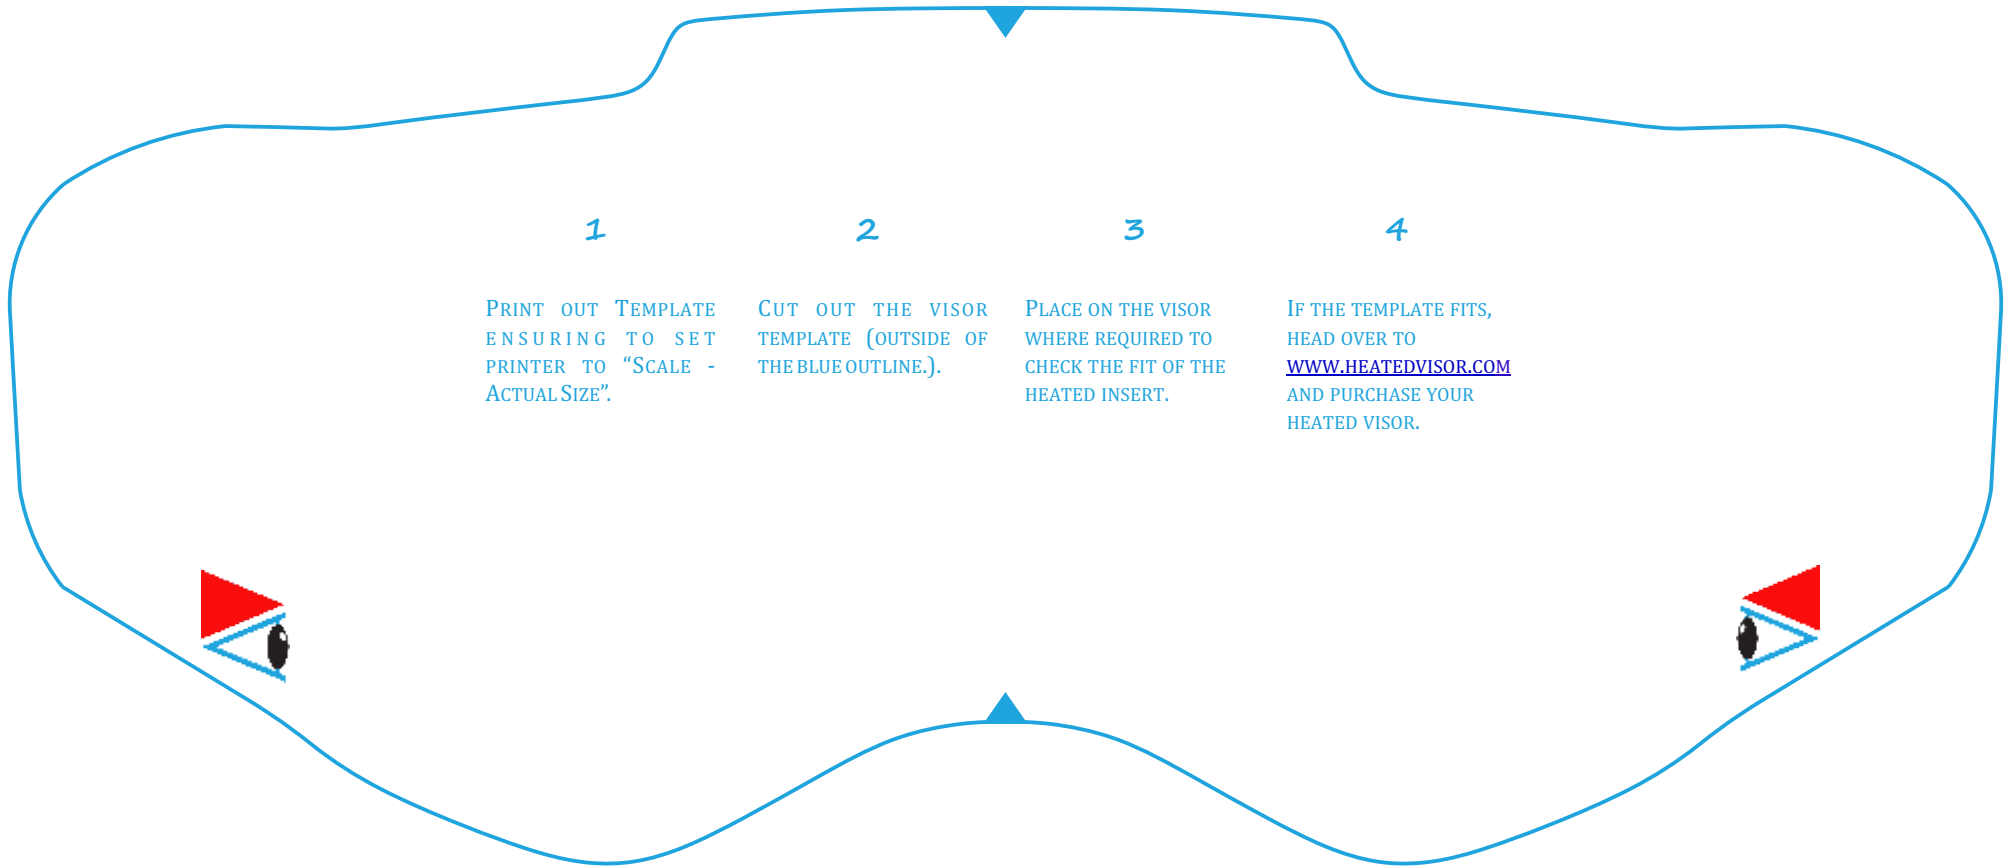 1
PRINT OUT TEMPLATE
ENSURING TO SET
PRINTER TO “SCALE -
ACTUAL SIZE”.
2
CUT OUT THE VISOR
TEMPLATE (OUTSIDE OF
THE BLUE OUTLINE.).
3
PLACE ON THE VISOR
WHERE REQUIRED TO
CHECK THE FIT OF THE
HEATED INSERT.
4
IF THE TEMPLATE FITS,
HEAD OVER TO
WWW.HEATEDVISOR.COM
AND PURCHASE YOUR
HEATED VISOR.